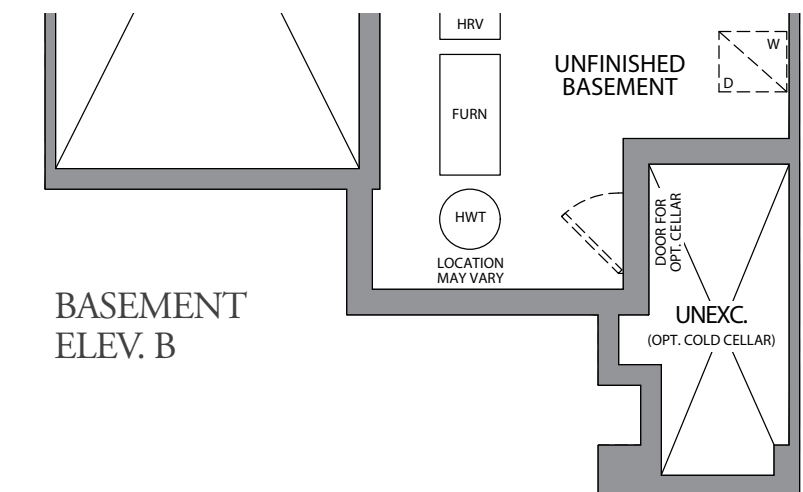 HRV
UNFINISHED
BASEMENT
W
D
FURN
HWT
LOCATION
MAY VARY
DOOR FOR
OPT. CELLAR
UNEXC.
(OPT. COLD CELLAR)
BASEMENT
ELEV. B